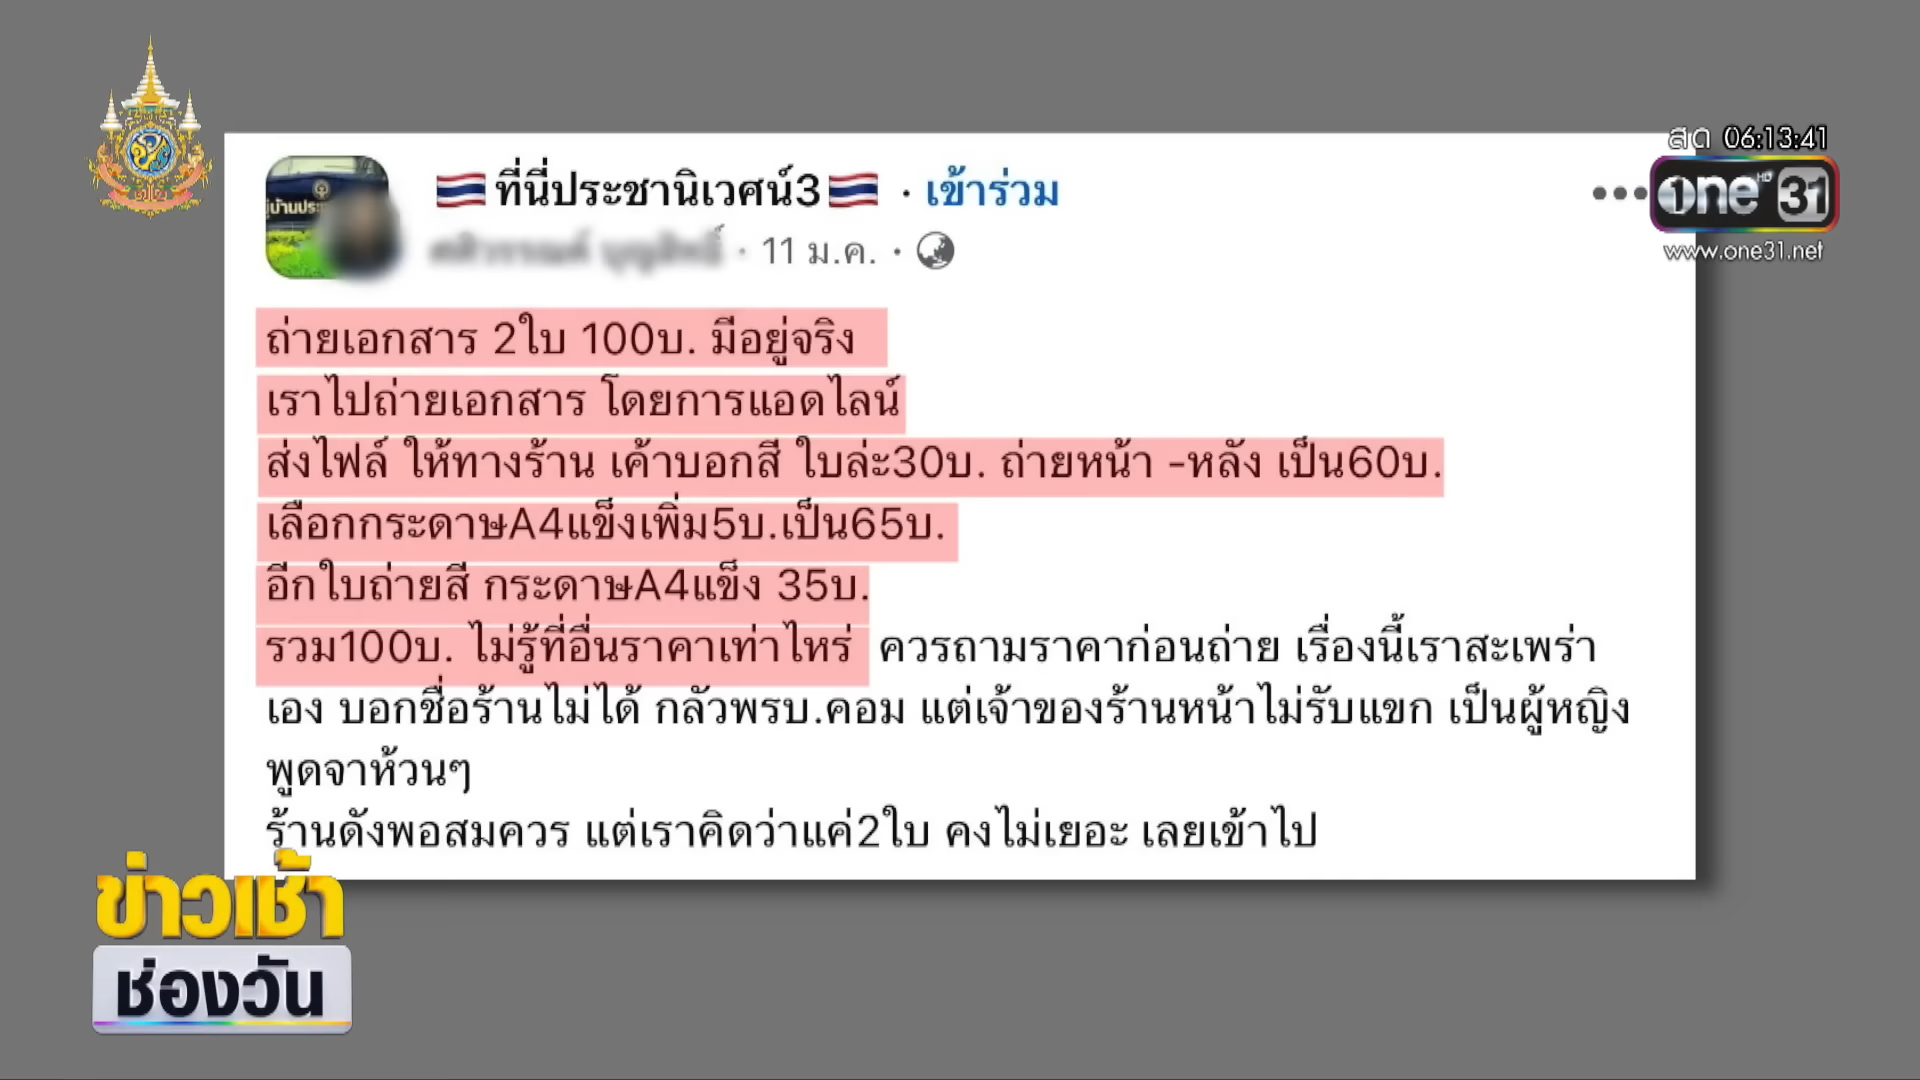 สด 06:13:41
one HD 31
www.one31.net
ที่นี่ประชานิเวศน์3 · เข้าร่วม
· 11 ม.ค. ·
ถ่ายเอกสาร 2ใบ 100บ. มีอยู่จริง
เราไปถ่ายเอกสาร โดยการแอดไลน์
ส่งไฟล์ ให้ทางร้าน เค้าบอกสี ใบล่ะ30บ. ถ่ายหน้า -หลัง เป็น60บ.
เลือกกระดาษA4แข็งเพิ่ม5บ.เป็น65บ.
อีกใบถ่ายสี กระดาษA4แข็ง 35บ.
รวม100บ. ไม่รู้ที่อื่นราคาเท่าไหร่ ควรถามราคาก่อนถ่าย เรื่องนี้เราสะเพร่า
เอง บอกชื่อร้านไม่ได้ กลัวพรบ.คอม แต่เจ้าของร้านหน้าไม่รับแขก เป็นผู้หญิง
พูดจาห้วนๆ
ร้านดังพอสมควร แต่เราคิดว่าแค่2ใบ คงไม่เยอะ เลยเข้าไป
ข่าวเช้า
ช่องวัน